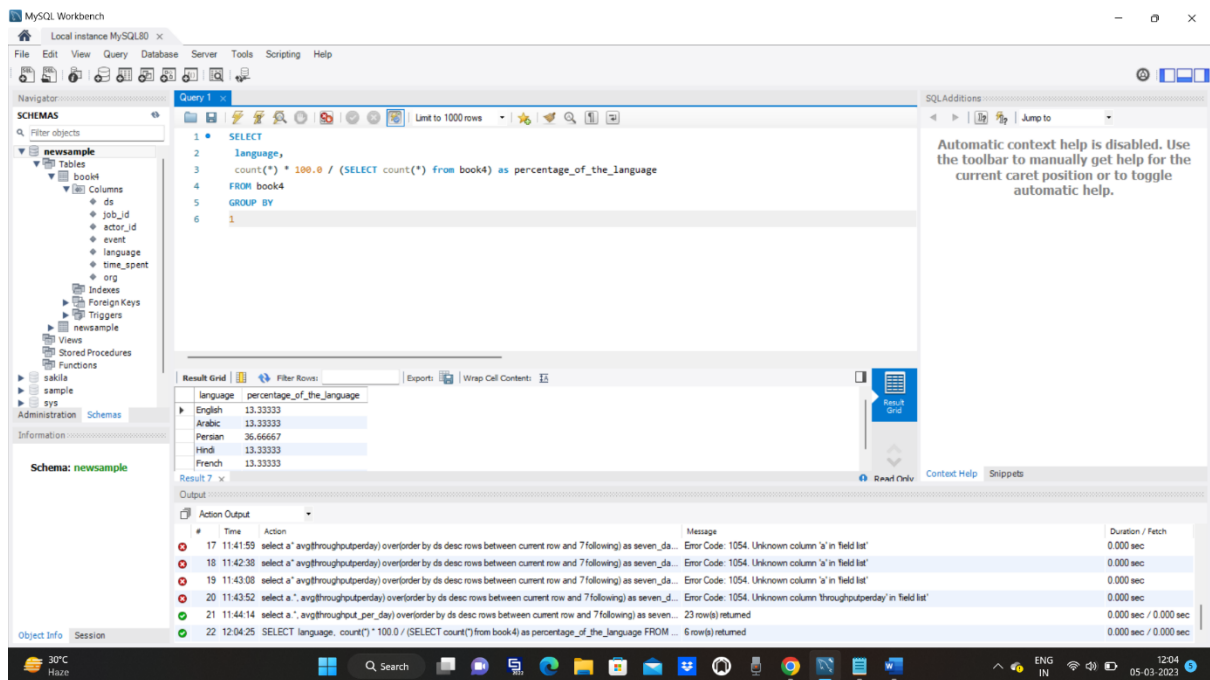 MySQL Workbench
Local instance MySQL80
File Edit View Query Database Server Tools Scripting Help
Navigator
SCHEMAS
Filter objects
newsample
Tables
book4
Columns
ds
job_id
actor_id
event
language
time_spent
org
Indexes
Foreign Keys
Triggers
newsample
Views
Stored Procedures
Functions
sakila
sample
sys
Administration Schemas
Information
Schema: newsample
Object Info Session
Query 1
Limit to 1000 rows
1 SELECT
2 language,
3 count(*) * 100.0 / (SELECT count(*) from book4) as percentage_of_the_language
4 FROM book4
5 GROUP BY
6 1
Result Grid Filter Rows: Export: Wrap Cell Content:
language percentage_of_the_language
English 13.33333
Arabic 13.33333
Persian 36.66667
Hindi 13.33333
French 13.33333
Result Grid
Result 7
Read Only
SQLAdditions
Jump to
Automatic context help is disabled. Use
the toolbar to manually get help for the
current caret position or to toggle
automatic help.
Context Help Snippets
Output
Action Output
# Time Action Message Duration / Fetch
17 11:41:59 select a* avg(throughputperday) over(order by ds desc rows between current row and 7 following) as seven_da... Error Code: 1054. Unknown column 'a' in 'field list' 0.000 sec
18 11:42:38 select a* avg(throughputperday) over(order by ds desc rows between current row and 7 following) as seven_da... Error Code: 1054. Unknown column 'a' in 'field list' 0.000 sec
19 11:43:08 select a* avg(throughputperday) over(order by ds desc rows between current row and 7 following) as seven_da... Error Code: 1054. Unknown column 'a' in 'field list' 0.000 sec
20 11:43:52 select a.*, avg(throughputperday) over(order by ds desc rows between current row and 7 following) as seven_d... Error Code: 1054. Unknown column 'throughputperday' in 'field list' 0.000 sec
21 11:44:14 select a.*, avg(throughput_per_day) over(order by ds desc rows between current row and 7 following) as seven... 23 row(s) returned 0.000 sec / 0.000 sec
22 12:04:25 SELECT language, count(*) * 100.0 / (SELECT count(*) from book4) as percentage_of_the_language FROM ... 6 row(s) returned 0.000 sec / 0.000 sec
30°C
Haze
Search
ENG
IN
12:04
05-03-2023
5